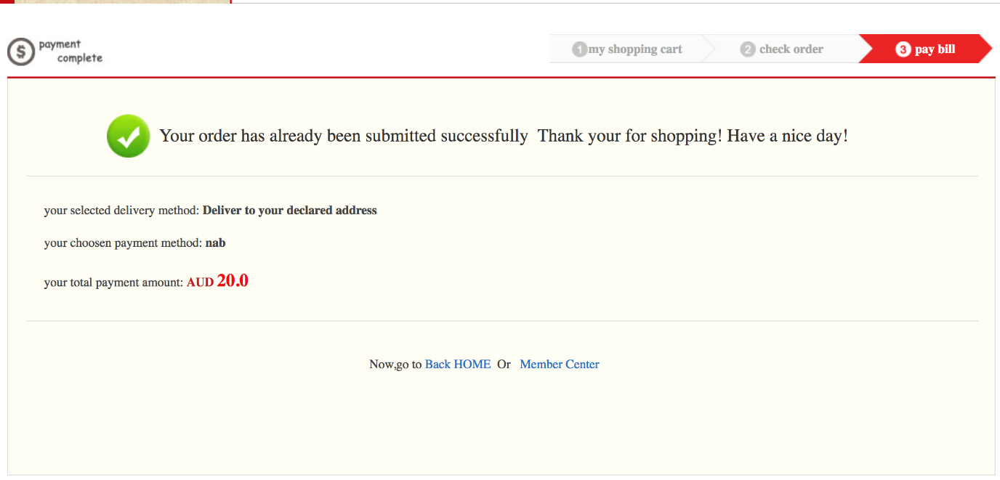 payment
complete
1 my shopping cart
2 check order
3 pay bill
Your order has already been submitted successfully  Thank your for shopping! Have a nice day!
your selected delivery method: Deliver to your declared address
your choosen payment method: nab
your total payment amount: AUD 20.0
Now,go to Back HOME  Or  Member Center